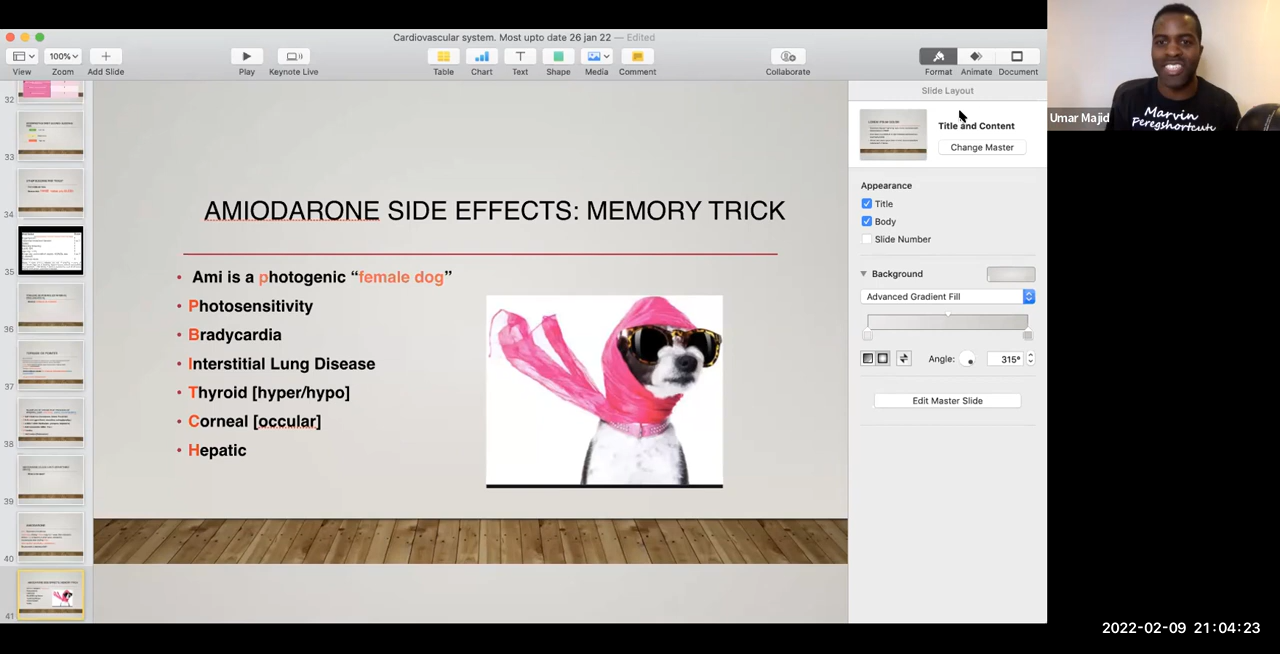 Cardiovascular system. Most upto date 26 jan 22 — Edited
View
100%
Zoom
Add Slide
Play
Keynote Live
Table
Chart
Text
Shape
Media
Comment
Collaborate
Format
Animate
Document
32
33
34
35
36
37
38
39
40
41
AMIODARONE SIDE EFFECTS: MEMORY TRICK
• Ami is a photogenic “female dog”
• Photosensitivity
• Bradycardia
• Interstitial Lung Disease
• Thyroid [hyper/hypo]
• Corneal [occular]
• Hepatic
Slide Layout
Title and Content
Change Master
Appearance
Title
Body
Slide Number
Background
Advanced Gradient Fill
Angle:
315°
Edit Master Slide
Marvin
Umar Majid
2022-02-09 21:04:23